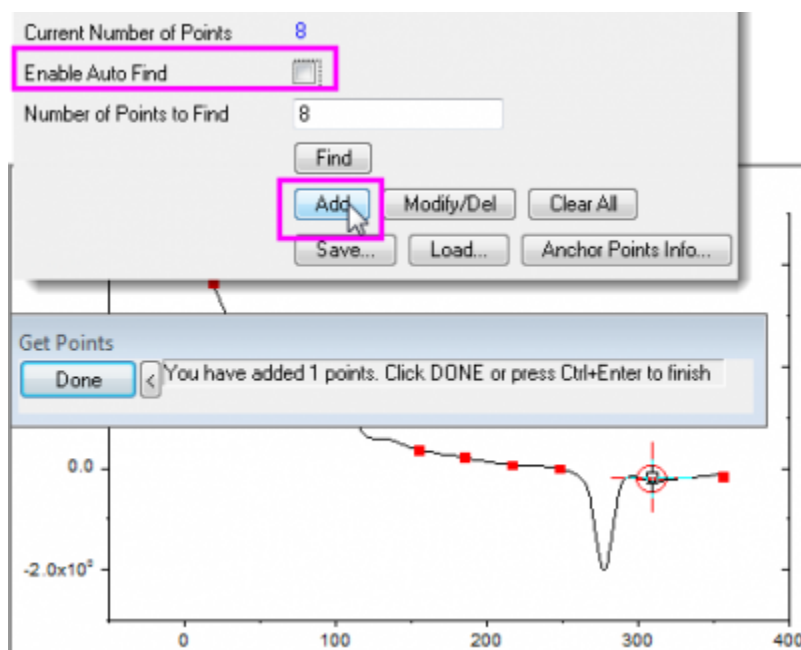 Current Number of Points 8
Enable Auto Find
Number of Points to Find 8
Find
Add Modify/Del Clear All
Save... Load... Anchor Points Info...
Get Points
Done < You have added 1 points. Click DONE or press Ctrl+Enter to finish
0.0
-2.0x10²
0 100 200 300 400